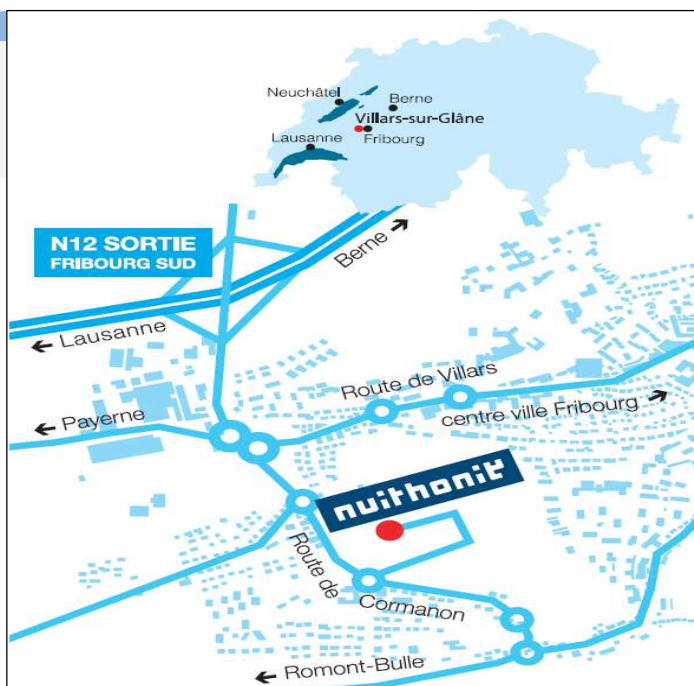 Neuchâtel
Berne
Villars-sur-Glâne
Lausanne
Fribourg
N12 SORTIE
FRIBOURG SUD
Berne →
← Lausanne
Route de Villars
← Payerne
centre ville Fribourg →
nuithonie
Route de Cormanon
← Romont-Bulle